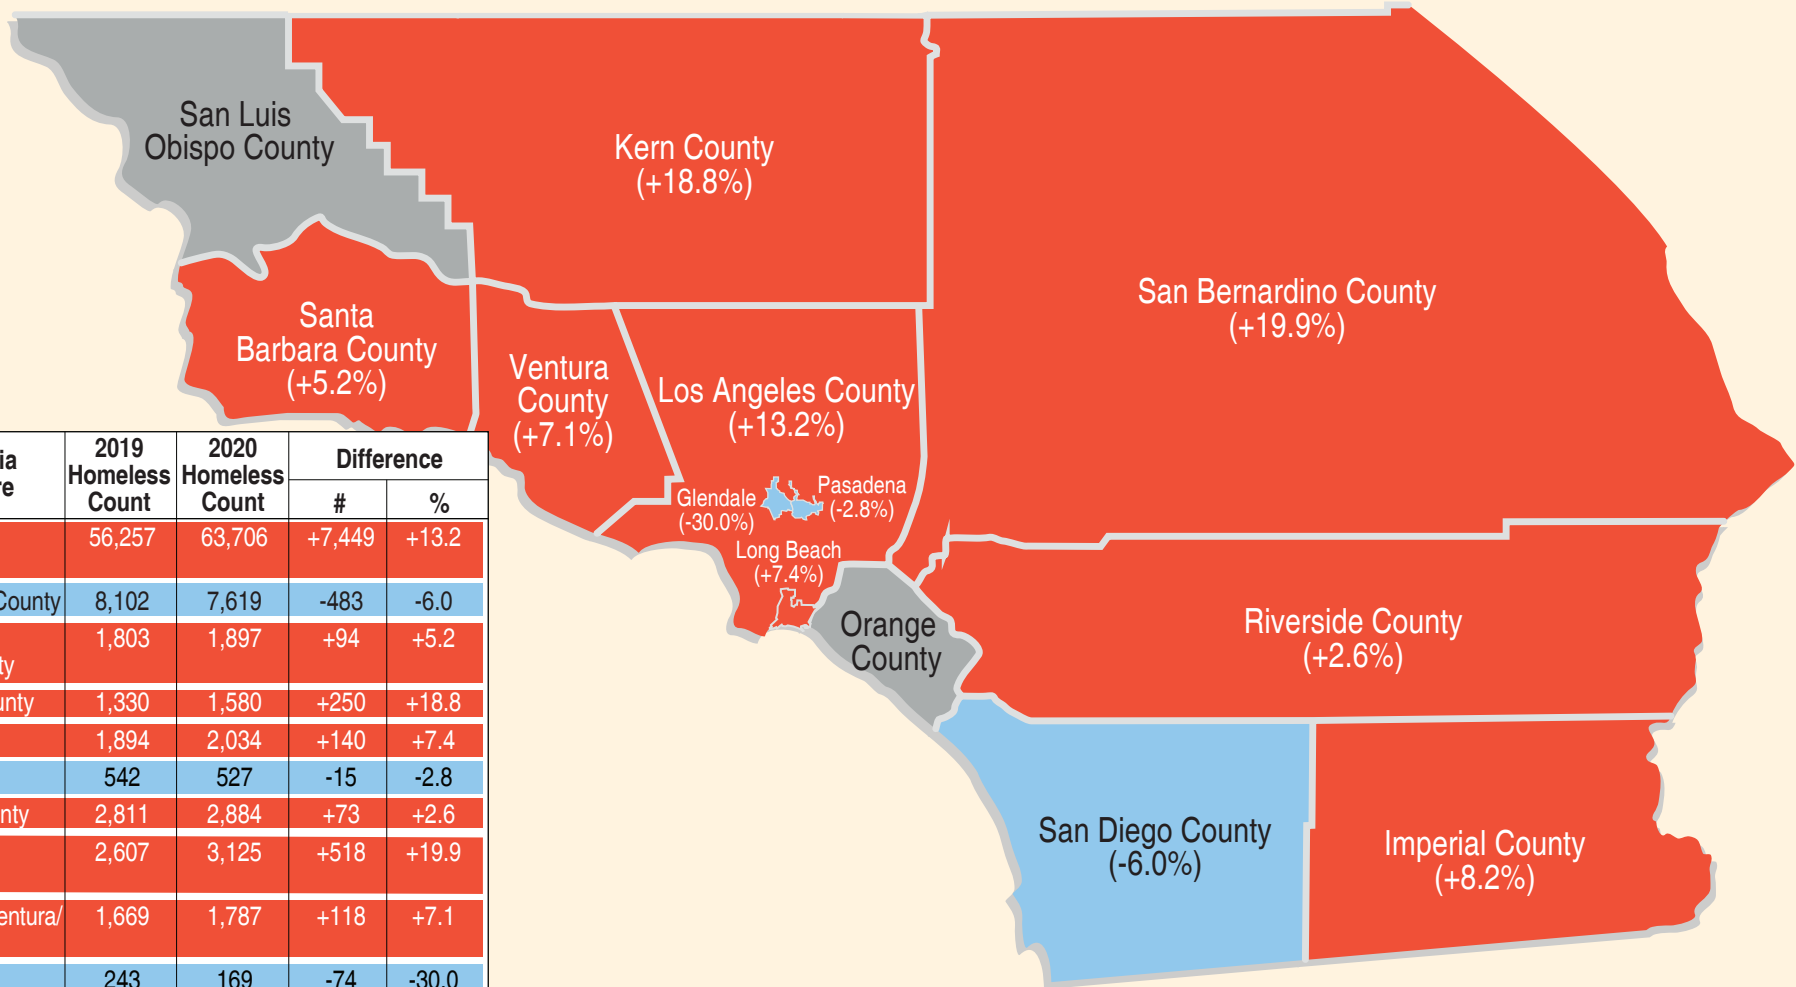 San Luis
Obispo County
Kern County
(+18.8%)
San Bernardino County
(+19.9%)
Santa
Barbara County
(+5.2%)
Ventura
County
(+7.1%)
Los Angeles County
(+13.2%)
Glendale
(-30.0%)
Pasadena
(-2.8%)
Long Beach
(+7.4%)
Orange
County
Riverside County
(+2.6%)
San Diego County
(-6.0%)
Imperial County
(+8.2%)
2019 Homeless Count 2020 Homeless Count Difference
# %
56,257 63,706 +7,449 +13.2
County 8,102 7,619 -483 -6.0
1,803 1,897 +94 +5.2
1,330 1,580 +250 +18.8
1,894 2,034 +140 +7.4
542 527 -15 -2.8
2,811 2,884 +73 +2.6
2,607 3,125 +518 +19.9
1,669 1,787 +118 +7.1
243 169 -74 -30.0